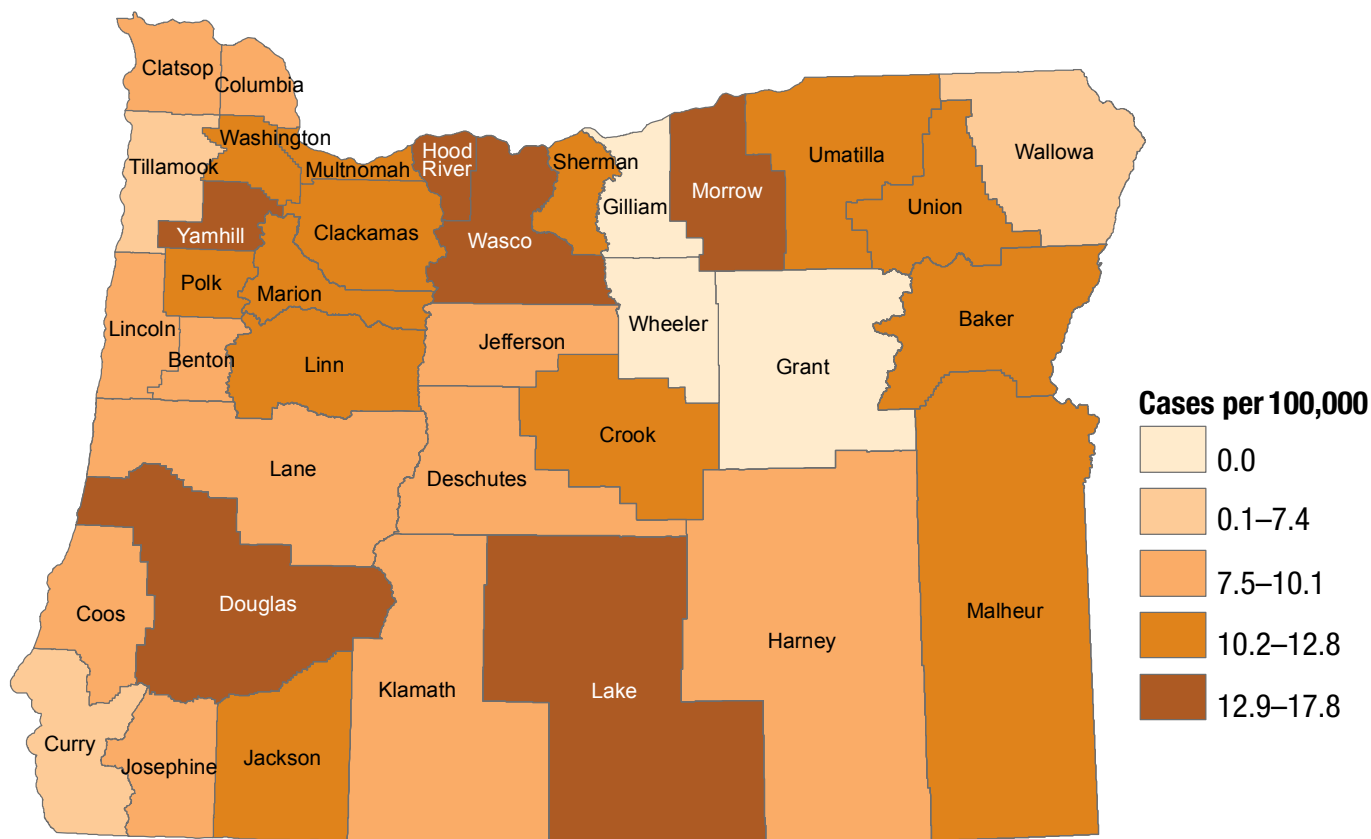 Clatsop
Columbia
Washington
Tillamook
Multnomah
Hood
River
Sherman
Umatilla
Wallowa
Morrow
Gilliam
Union
Yamhill
Clackamas
Wasco
Polk
Marion
Lincoln
Benton
Linn
Jefferson
Wheeler
Grant
Baker
Crook
Lane
Deschutes
Coos
Douglas
Klamath
Lake
Harney
Malheur
Curry
Josephine
Jackson
Cases per 100,000
0.0
0.1–7.4
7.5–10.1
10.2–12.8
12.9–17.8